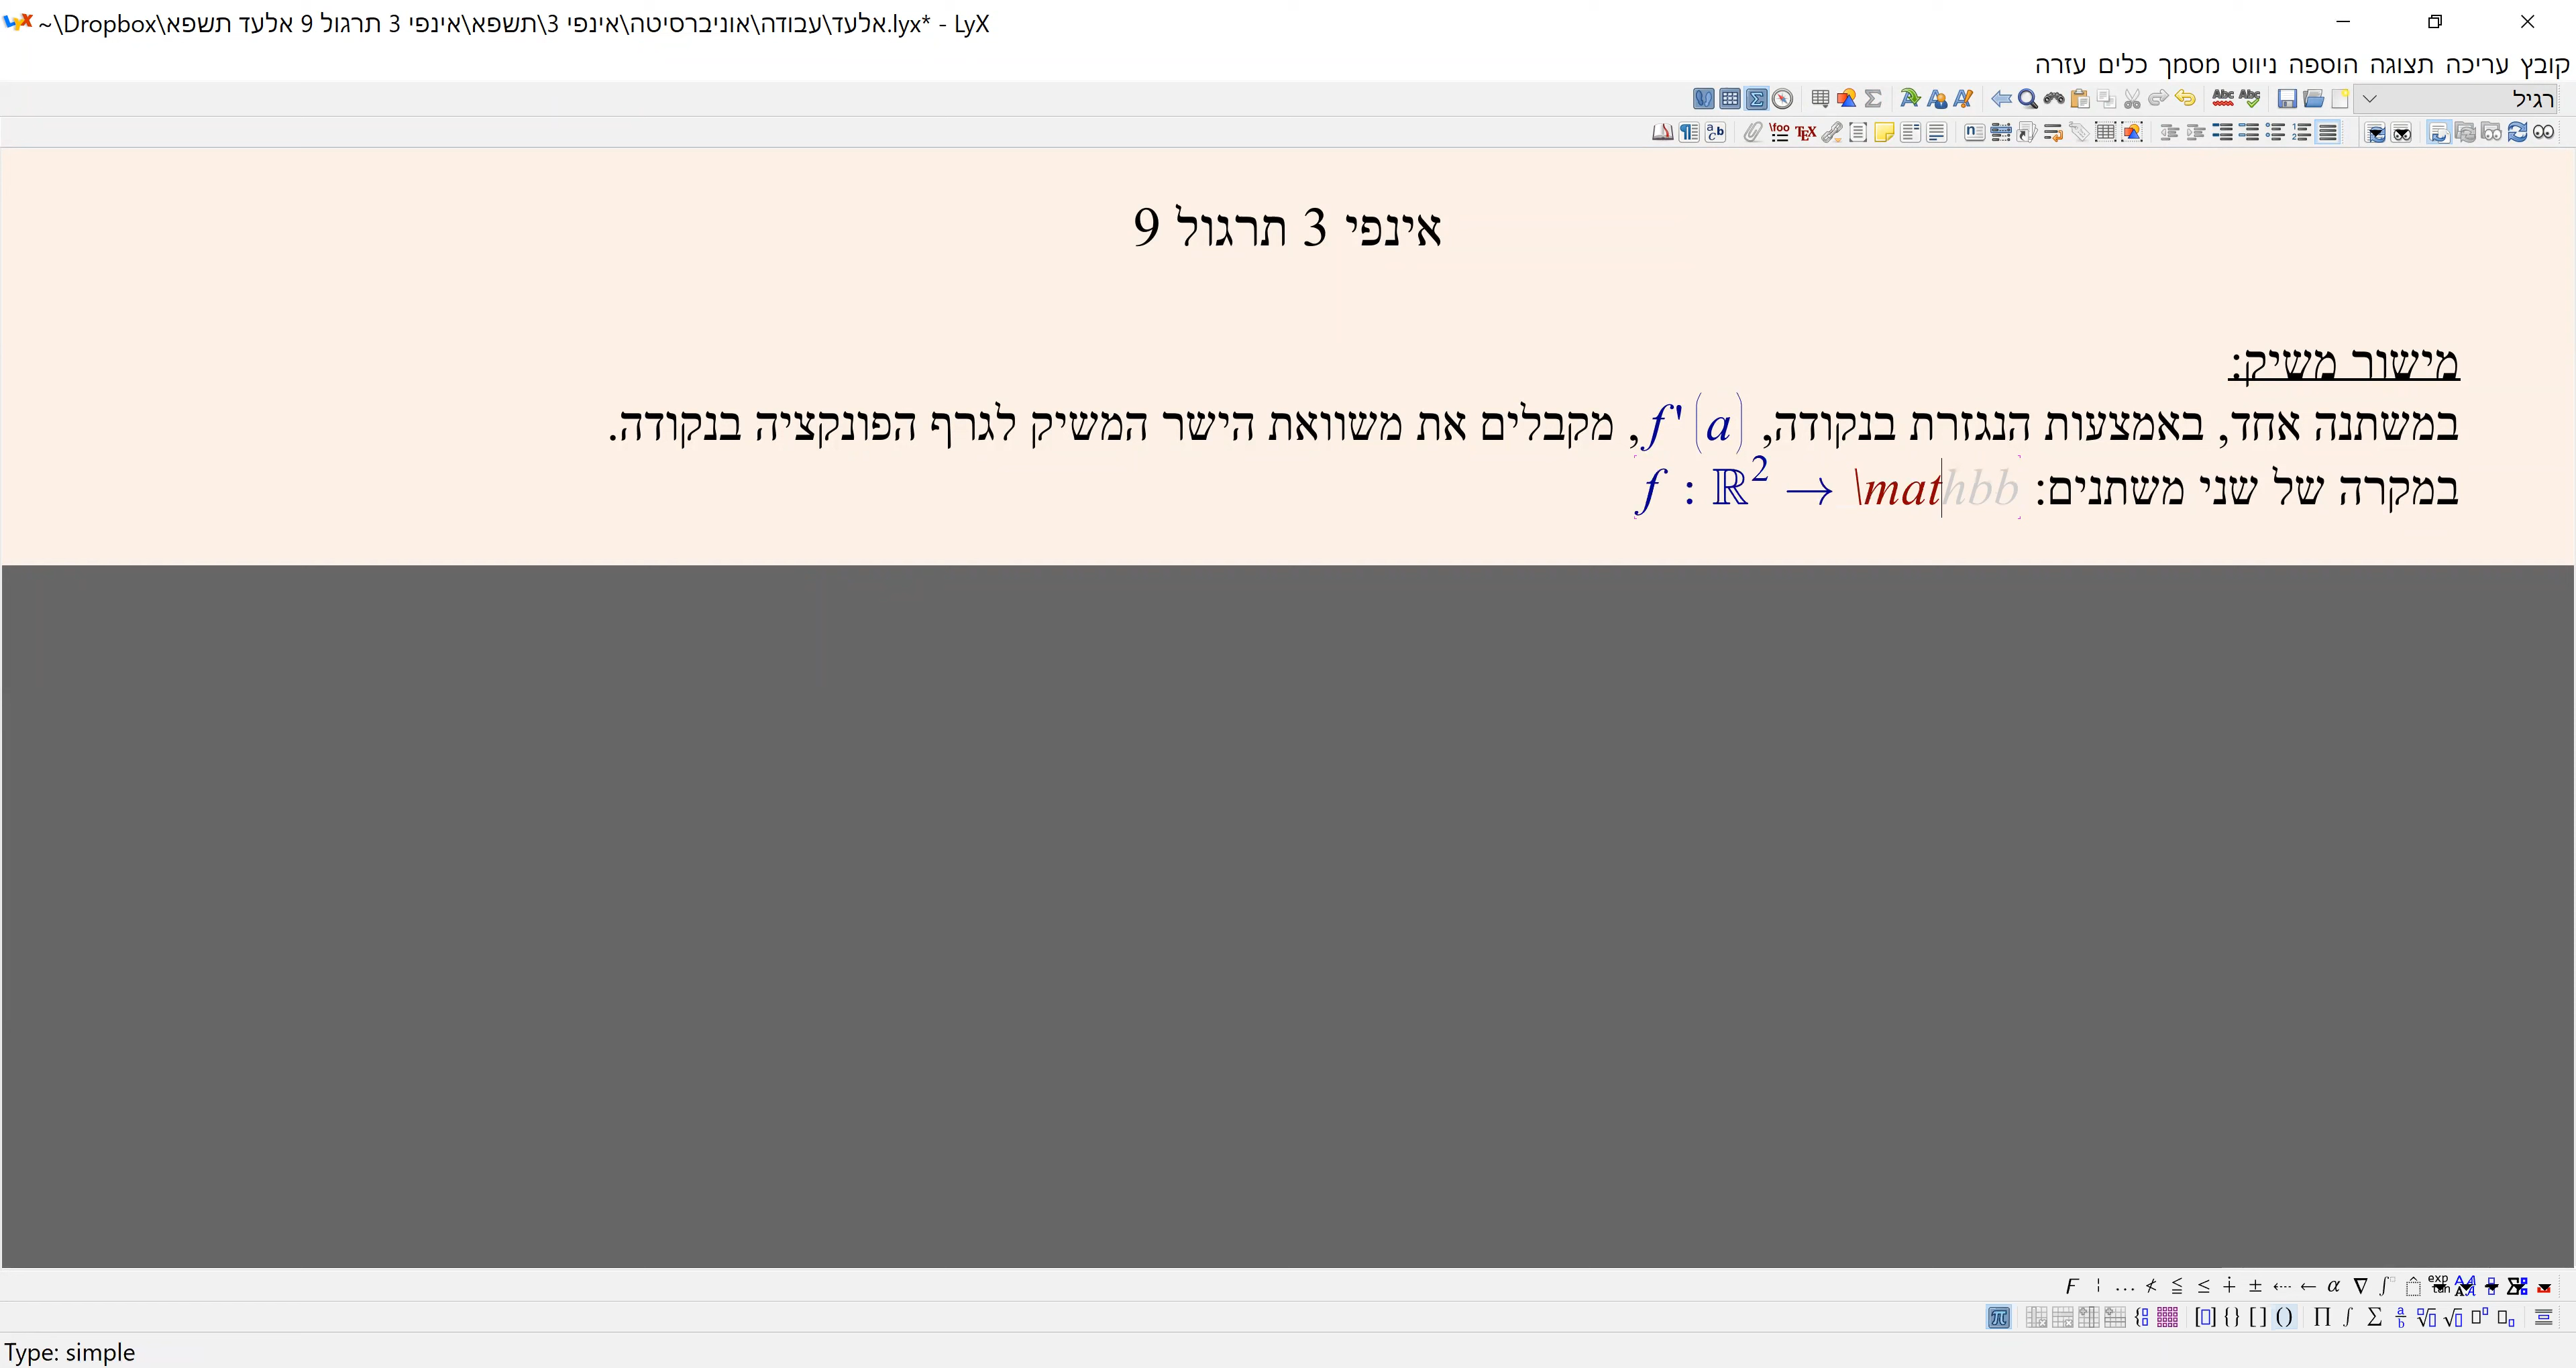 ~\Dropbox\אלעד\עבודה\אוניברסיטה\אינפי 3\תשפא\אינפי 3 תרגול 9 אלעד תשפא.lyx* - LyX
קובץ עריכה תצוגה הוספה ניווט מסמך כלים עזרה
רגיל
אינפי 3 תרגול 9
מישור משיק:
במשתנה אחד, באמצעות הנגזרת בנקודה, f'(a), מקבלים את משוואת הישר המשיק לגרף הפונקציה בנקודה.
במקרה של שני משתנים: f : ℝ² → \mathbb
Type: simple